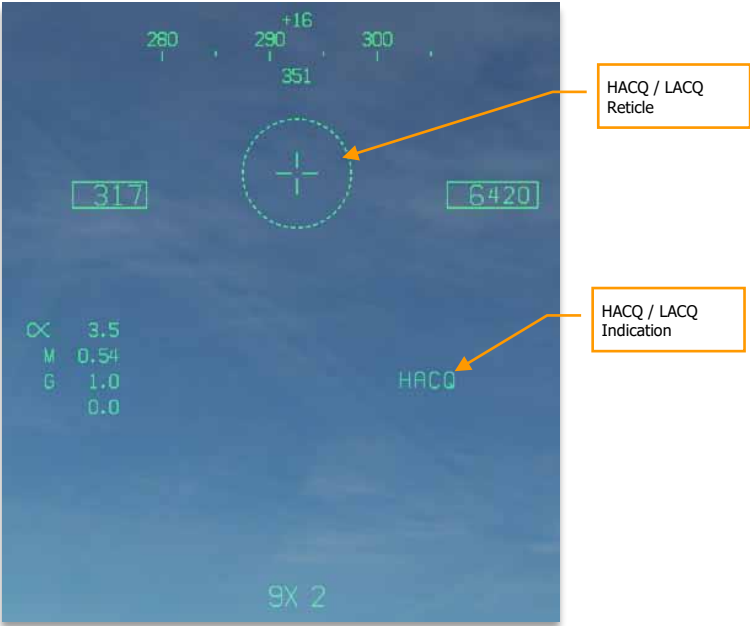 +16
280 290 300
351
317
6420
α 3.5
M 0.54
G 1.0
0.0
HACQ
9X 2
HACQ / LACQ
Reticle
HACQ / LACQ
Indication